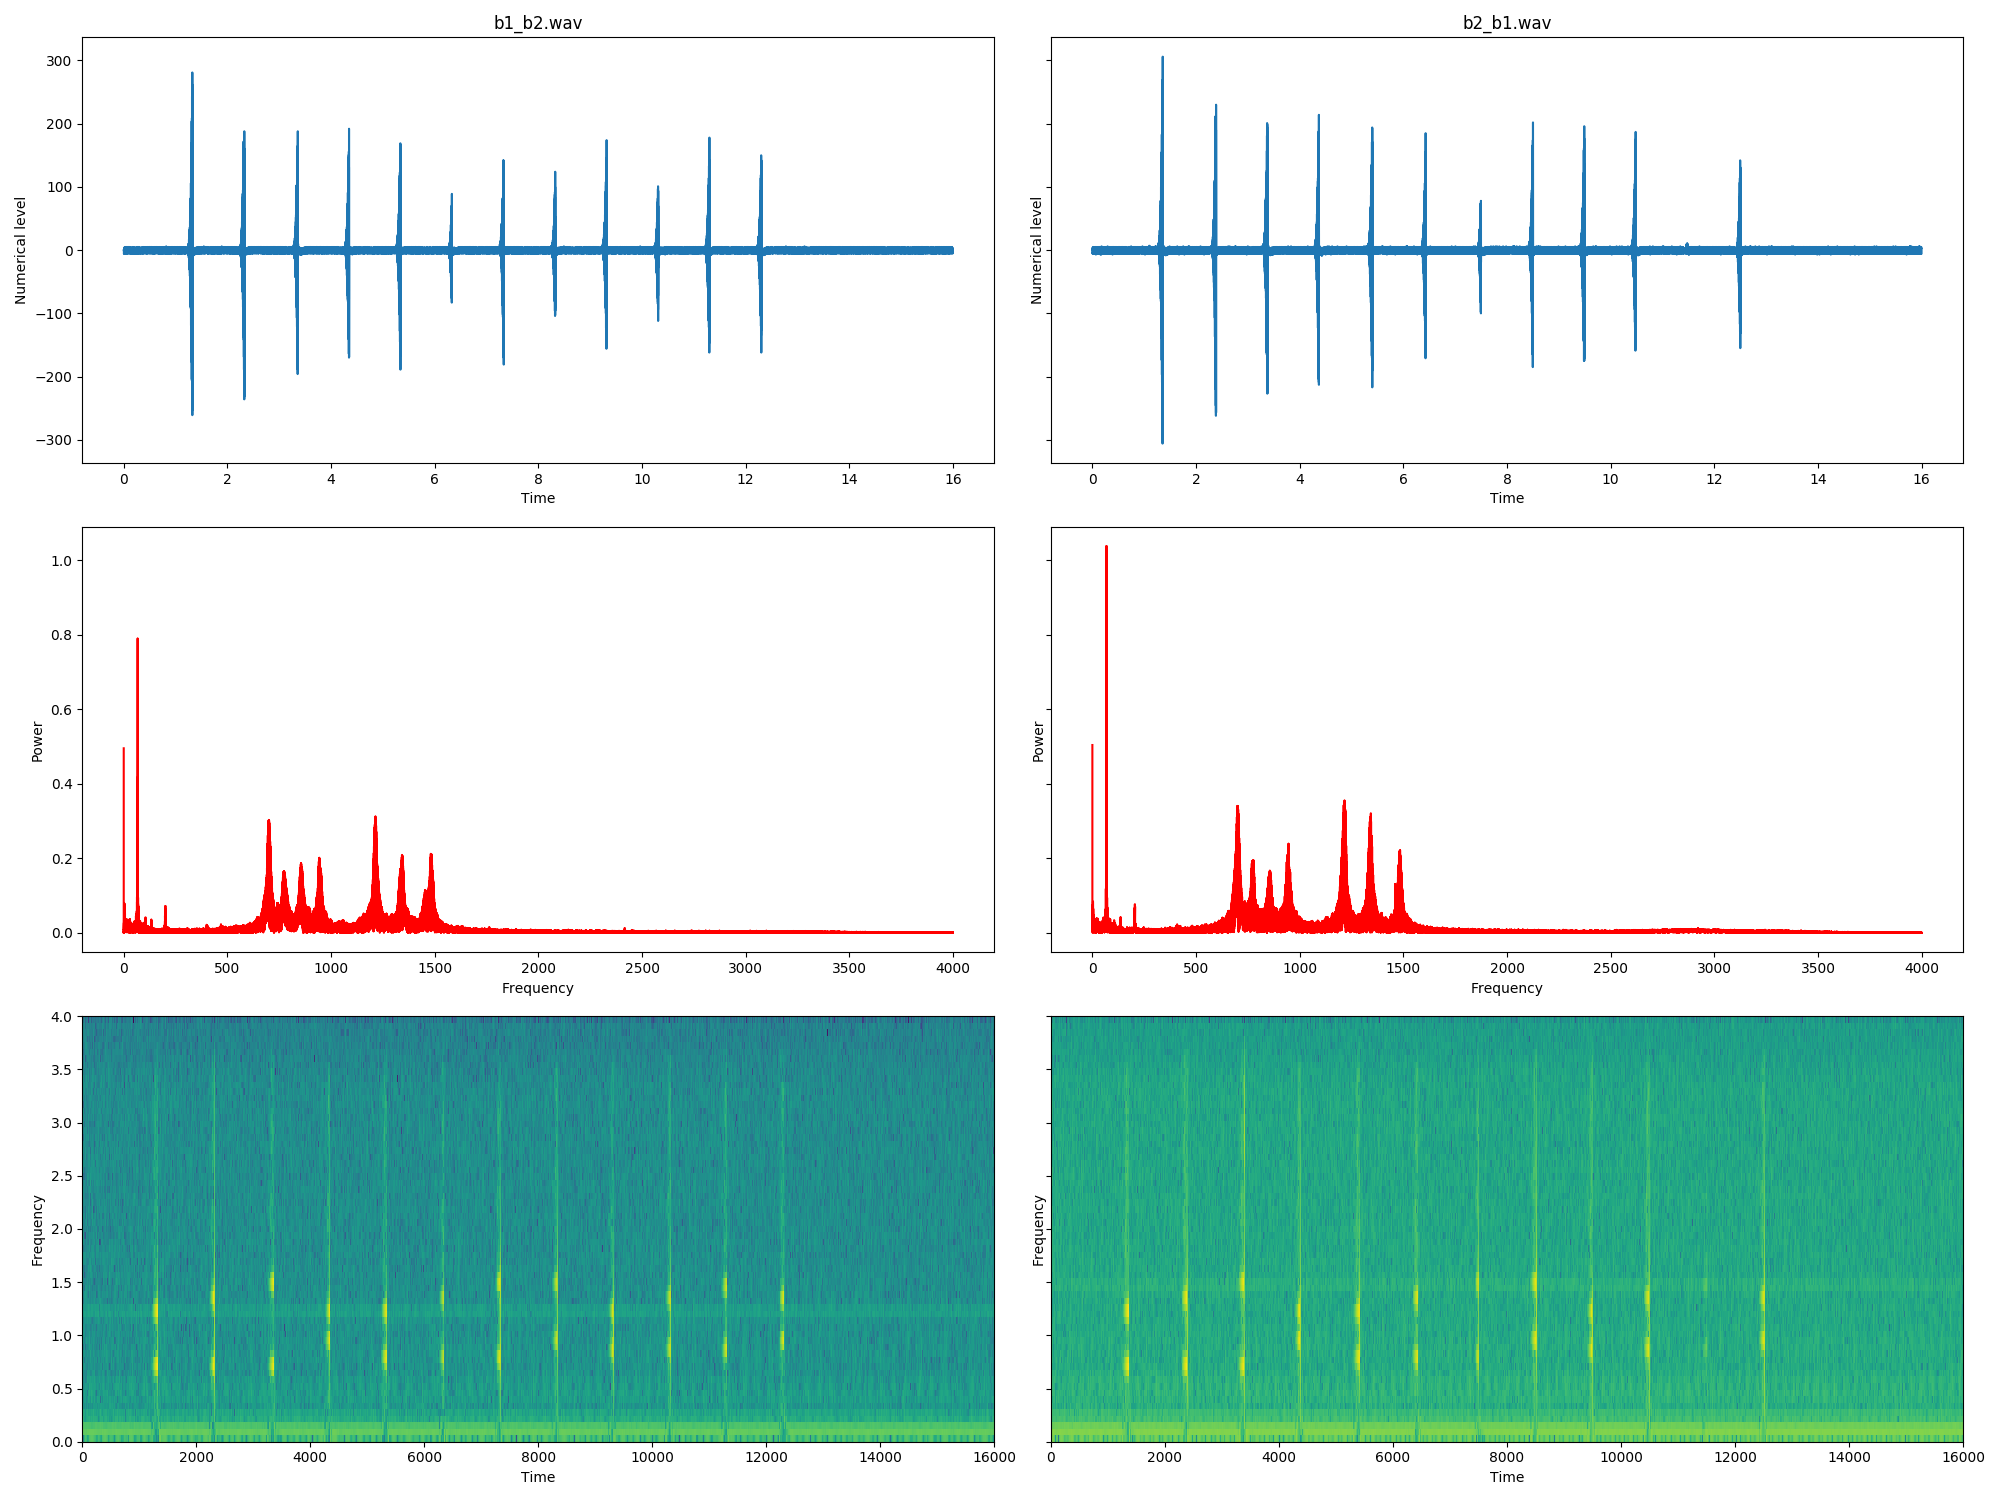 b1_b2.wav
b2_b1.wav
300
200
100
0
−100
−200
−300
Numerical level
Numerical level
0 2 4 6 8 10 12 14 16
0 2 4 6 8 10 12 14 16
Time
Time
1.0
0.8
0.6
0.4
0.2
0.0
Power
Power
0 500 1000 1500 2000 2500 3000 3500 4000
0 500 1000 1500 2000 2500 3000 3500 4000
Frequency
Frequency
4.0
3.5
3.0
2.5
2.0
1.5
1.0
0.5
0.0
Frequency
Frequency
0 2000 4000 6000 8000 10000 12000 14000 16000
0 2000 4000 6000 8000 10000 12000 14000 16000
Time
Time